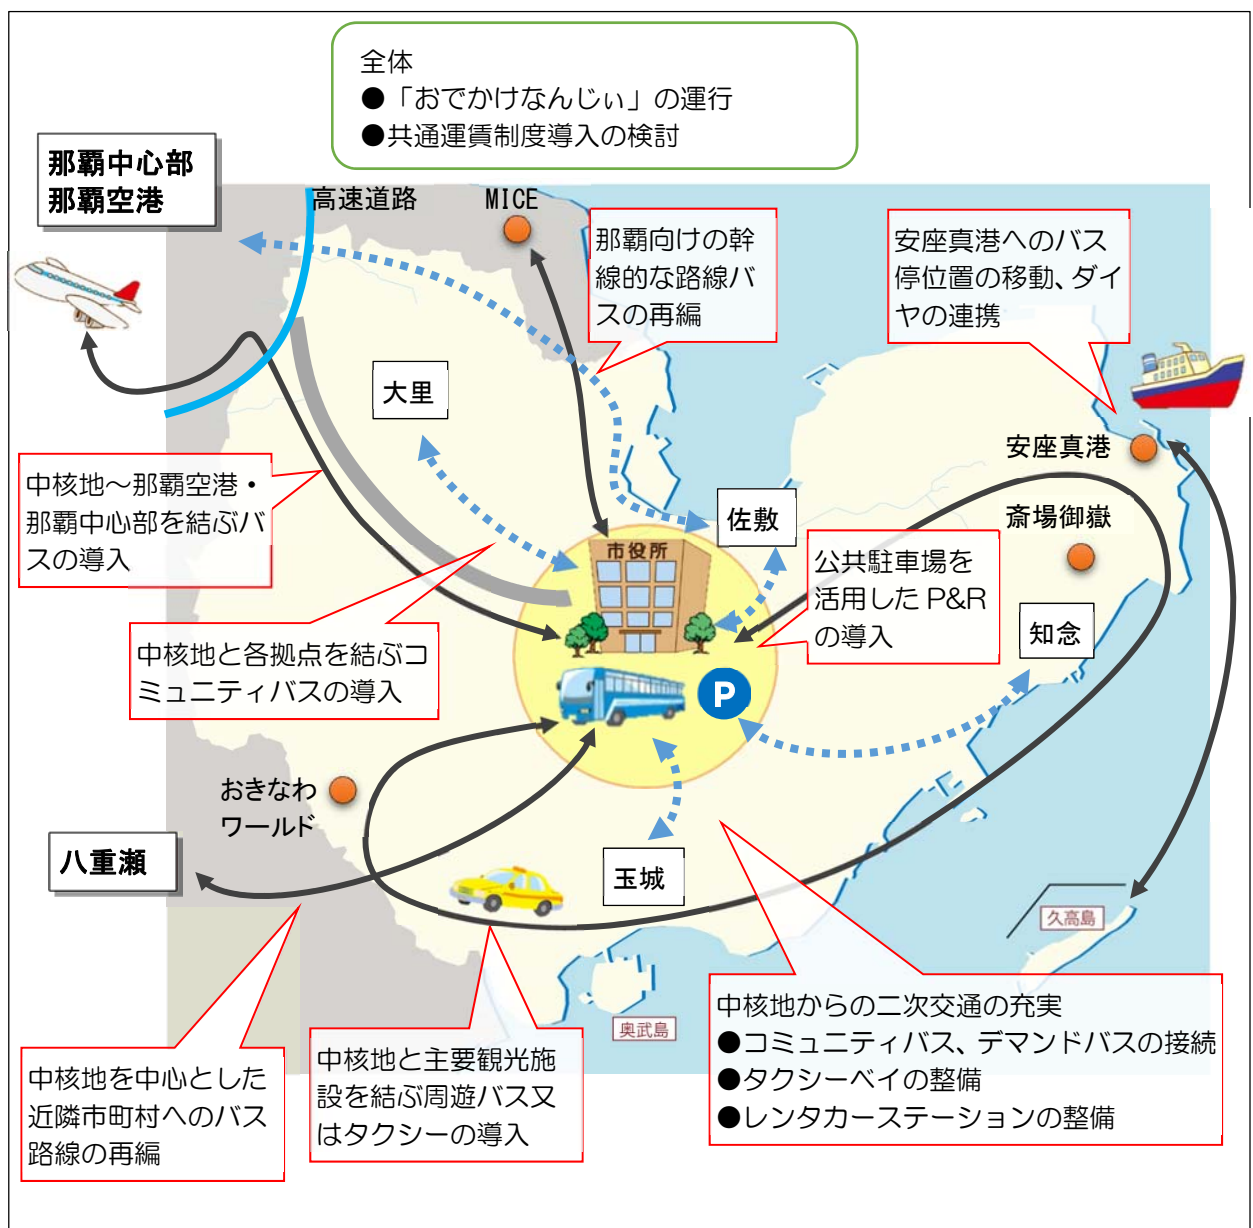 全体
●「おでかけなんじぃ」の運行
●共通運賃制度導入の検討
那覇中心部
那覇空港
高速道路
MICE
那覇向けの幹
線的な路線バ
スの再編
安座真港へのバス
停位置の移動、ダイ
ヤの連携
大里
安座真港
中核地～那覇空港・
那覇中心部を結ぶバ
スの導入
佐敷
斎場御嶽
市役所
公共駐車場を
活用した P&R
の導入
知念
中核地と各拠点を結ぶコ
ミュニティバスの導入
P
おきなわ
ワールド
八重瀬
玉城
久高島
奥武島
中核地からの二次交通の充実
●コミュニティバス、デマンドバスの接続
●タクシーベイの整備
●レンタカーステーションの整備
中核地と主要観光施
設を結ぶ周遊バス又
はタクシーの導入
中核地を中心とした
近隣市町村へのバス
路線の再編